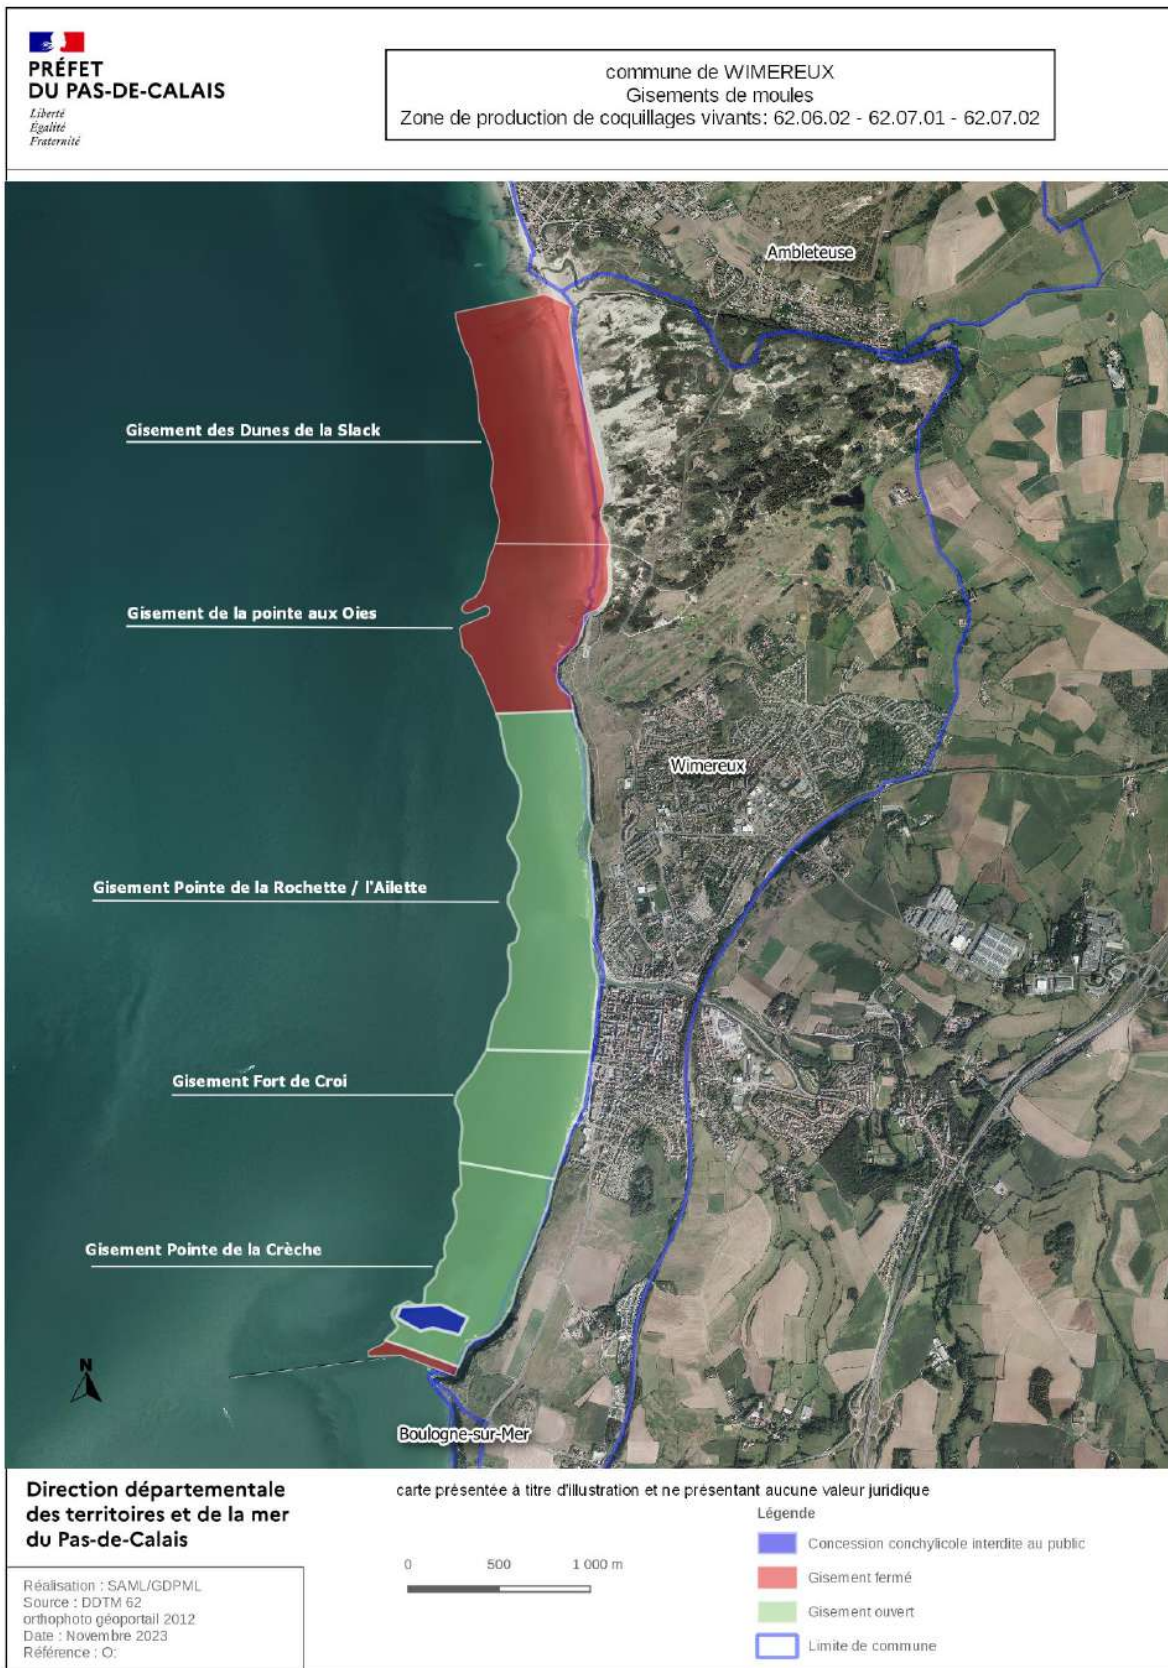 PRÉFET
DU PAS-DE-CALAIS
Liberté
Égalité
Fraternité
commune de WIMEREUX
Gisements de moules
Zone de production de coquillages vivants: 62.06.02 - 62.07.01 - 62.07.02
Ambleteuse
Gisement des Dunes de la Slack
Gisement de la pointe aux Oies
Wimereux
Gisement Pointe de la Rochette / l'Ailette
Gisement Fort de Croi
Gisement Pointe de la Crèche
N
Boulogne-sur-Mer
Direction départementale
des territoires et de la mer
du Pas-de-Calais
carte présentée à titre d'illustration et ne présentant aucune valeur juridique
Légende
0 500 1 000 m
Concession conchylicole interdite au public
Gisement fermé
Gisement ouvert
Limite de commune
Réalisation : SAML/GDPML
Source : DDTM 62
orthophoto géoportail 2012
Date : Novembre 2023
Référence : O: